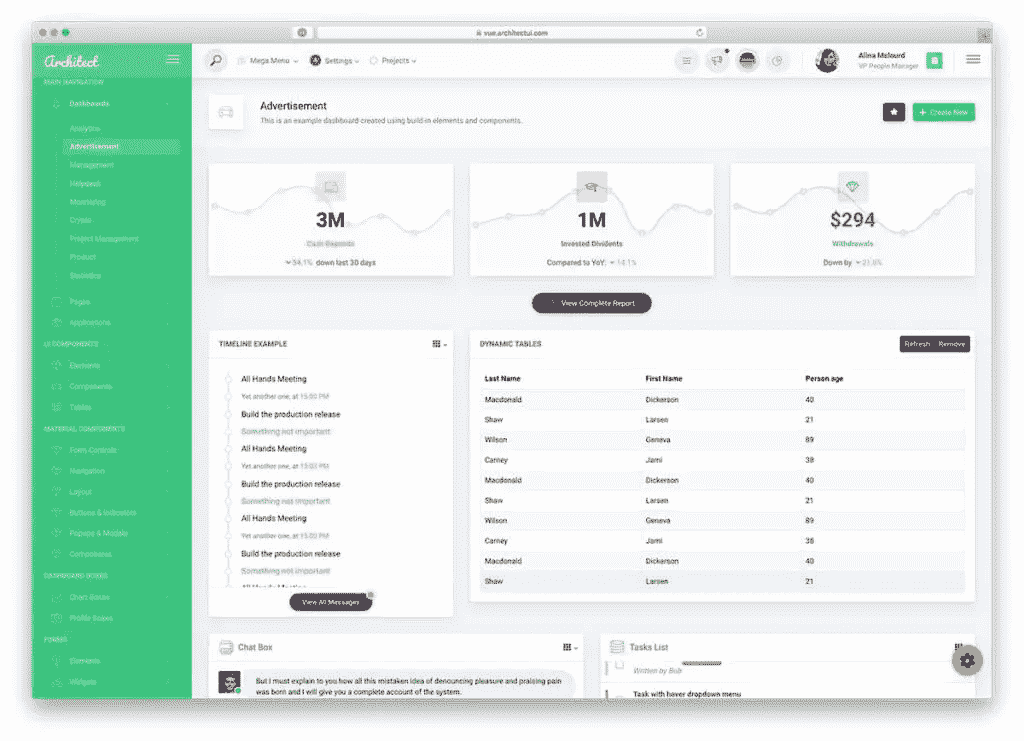 vue.architectui.com
Architect
Mega Menu
Settings
Projects
Alina Mclourd
VP People Manager
MAIN NAVIGATION
Dashboards
Analytics
Advertisement
Management
Helpdesk
Monitoring
Crypto
Project Management
Product
Statistics
Pages
Applications
UI COMPONENTS
Elements
Components
Tables
MATERIAL COMPONENTS
Form Controls
Navigation
Layout
Buttons & Indicators
Popups & Modals
Components
DASHBOARD BOXES
Chart Boxes
Profile Boxes
FORMS
Elements
Widgets
Advertisement
This is an example dashboard created using build-in elements and components.
+ Create New
3M
Cash Deposits
54.1% down last 30 days
1M
Invested Dividents
Compared to YoY: 14.1%
$294
Withdrawals
Down by 21.8%
View Complete Report
TIMELINE EXAMPLE
All Hands Meeting
Yet another one, at 15:00 PM
Build the production release
Something not important
All Hands Meeting
Yet another one, at 15:00 PM
Build the production release
Something not important
All Hands Meeting
Yet another one, at 15:00 PM
Build the production release
Something not important
All Hands Meeting
View All Messages
DYNAMIC TABLES
Refresh Remove
Last Name First Name Person age
Macdonald Dickerson 40
Shaw Larsen 21
Wilson Geneva 89
Carney Jami 38
Macdonald Dickerson 40
Shaw Larsen 21
Wilson Geneva 89
Carney Jami 38
Macdonald Dickerson 40
Shaw Larsen 21
Chat Box
But I must explain to you how all this mistaken idea of denouncing pleasure and praising pain
was born and I will give you a complete account of the system.
Tasks List
Written by Bob
Task with hover dropdown menu